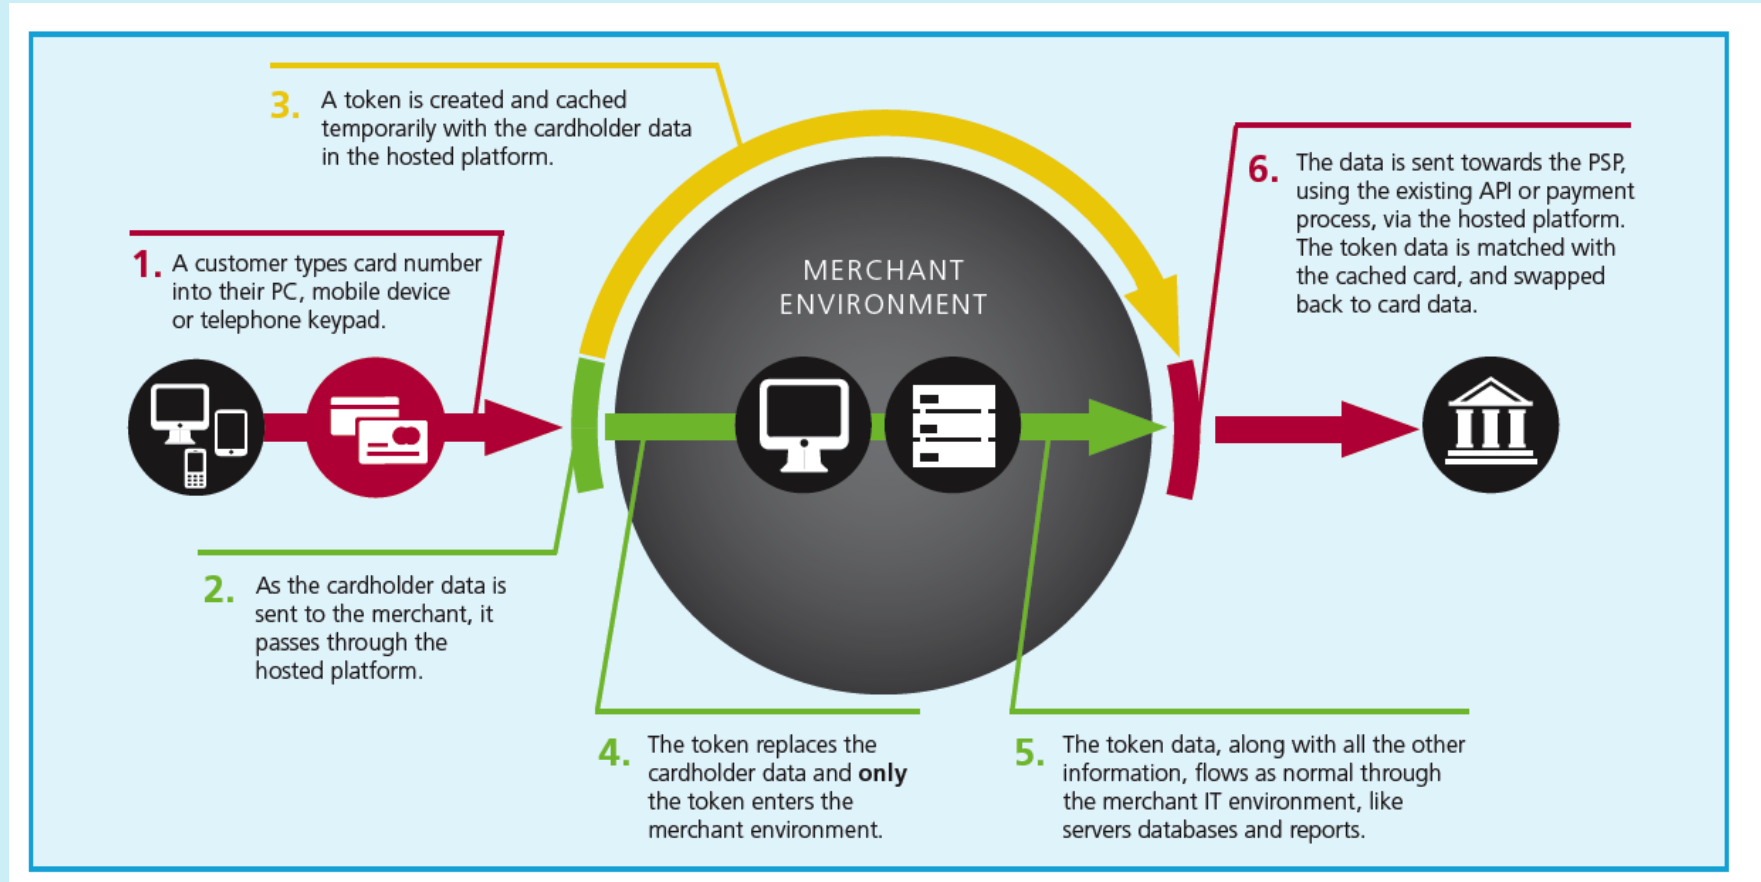 3. A token is created and cached
temporarily with the cardholder data
in the hosted platform.
1. A customer types card number
into their PC, mobile device
or telephone keypad.
MERCHANT
ENVIRONMENT
6. The data is sent towards the PSP,
using the existing API or payment
process, via the hosted platform.
The token data is matched with
the cached card, and swapped
back to card data.
2. As the cardholder data is
sent to the merchant, it
passes through the
hosted platform.
4. The token replaces the
cardholder data and only
the token enters the
merchant environment.
5. The token data, along with all the other
information, flows as normal through
the merchant IT environment, like
servers databases and reports.